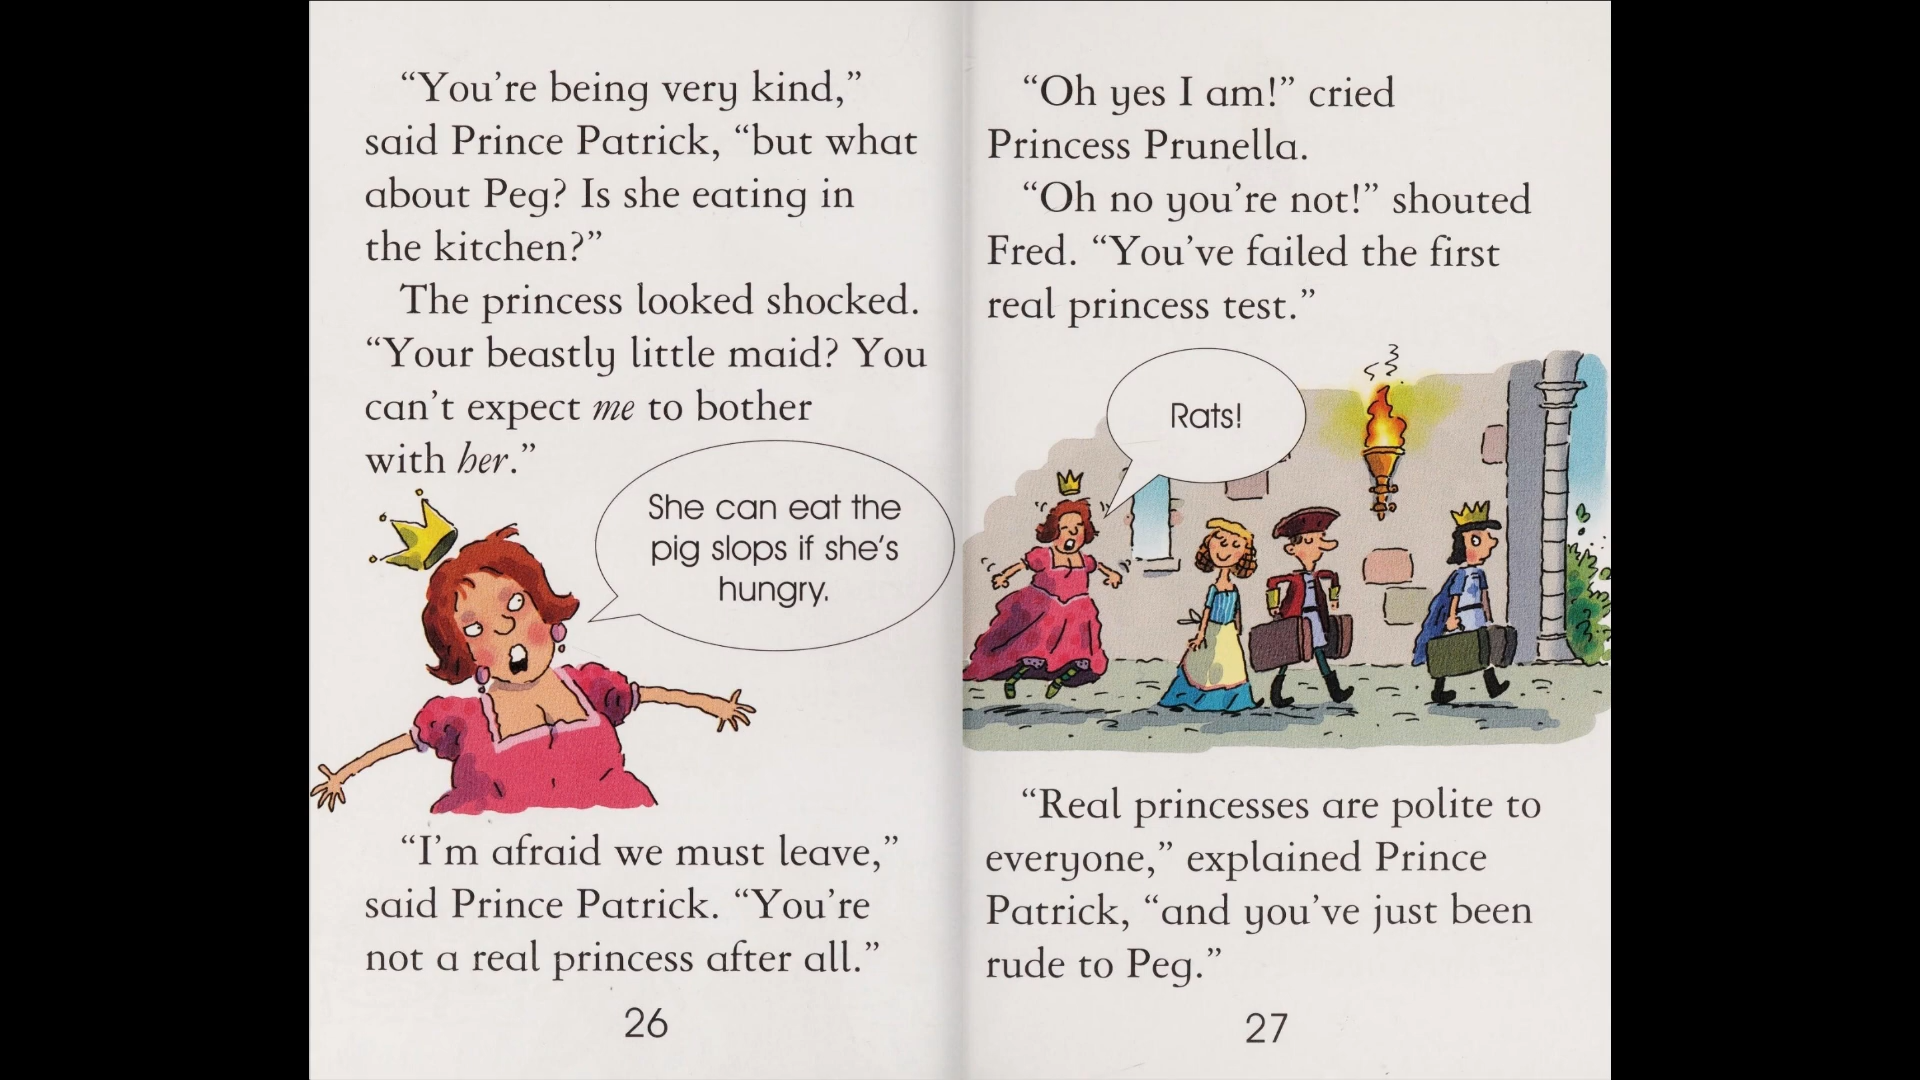 “You’re being very kind,”
said Prince Patrick, “but what
about Peg? Is she eating in
the kitchen?”
The princess looked shocked.
“Your beastly little maid? You
can’t expect me to bother
with her.”
She can eat the
pig slops if she’s
hungry.
“I’m afraid we must leave,”
said Prince Patrick. “You’re
not a real princess after all.”
26
“Oh yes I am!” cried
Princess Prunella.
“Oh no you’re not!” shouted
Fred. “You’ve failed the first
real princess test.”
Rats!
“Real princesses are polite to
everyone,” explained Prince
Patrick, “and you’ve just been
rude to Peg.”
27